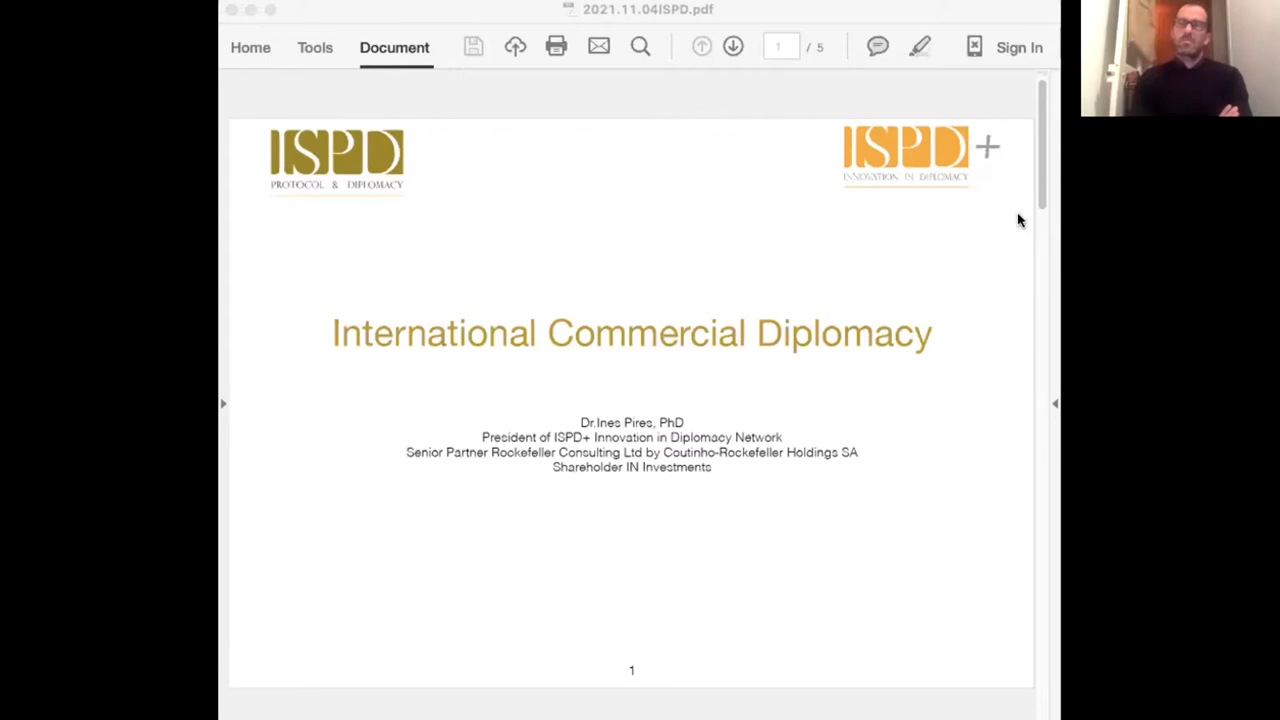 2021.11.04ISPD.pdf
Home Tools Document 1 / 5 Sign In
ISPD
PROTOCOL & DIPLOMACY
ISPD+
INNOVATION IN DIPLOMACY
International Commercial Diplomacy
Dr.Ines Pires, PhD
President of ISPD+ Innovation in Diplomacy Network
Senior Partner Rockefeller Consulting Ltd by Coutinho-Rockefeller Holdings SA
Shareholder IN Investments
1